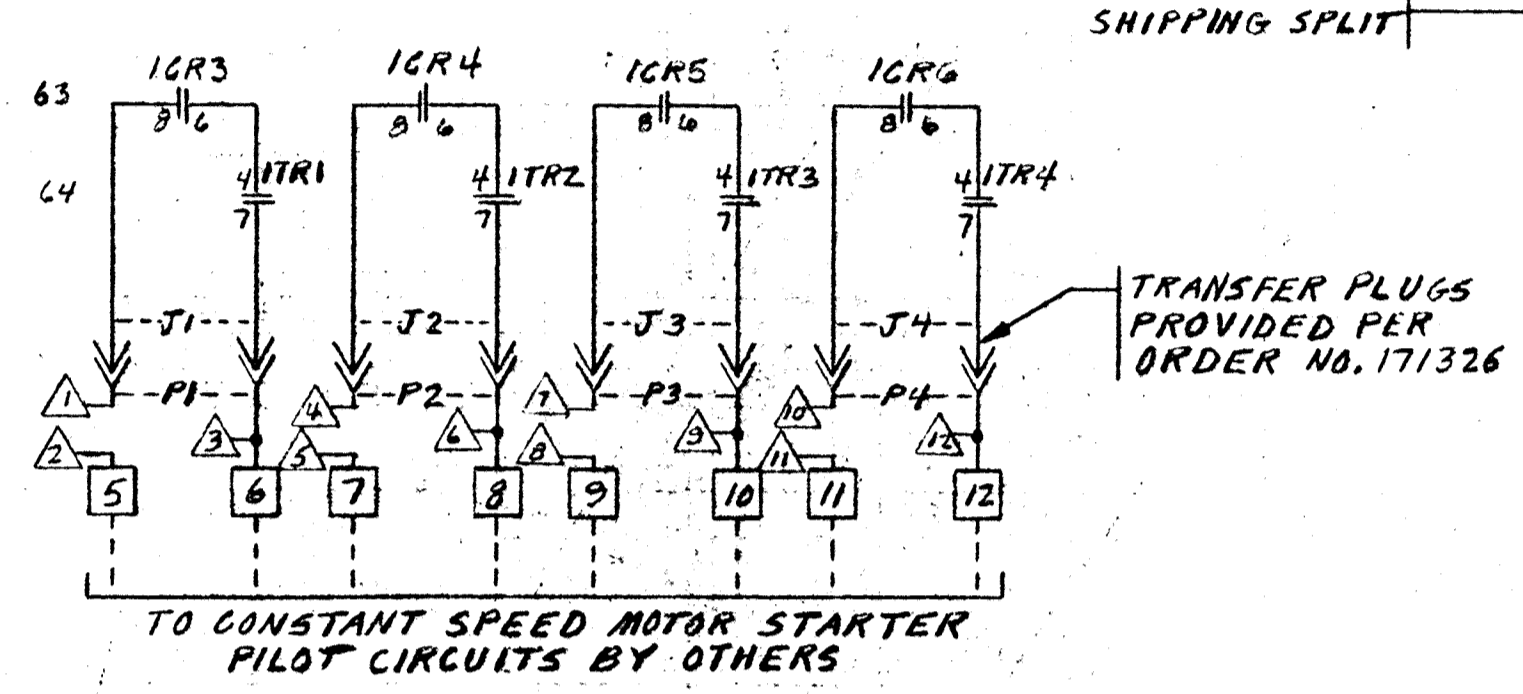 SHIPPING SPLIT
1CR3 1CR4 1CR5 1CR6
63
8 6 8 6 8 6 8 6
64
4 1TR1 4 1TR2 4 1TR3 4 1TR4
7 7 7 7
J1 J2 J3 J4
TRANSFER PLUGS
PROVIDED PER
ORDER NO. 171326
P1 P2 P3 P4
1 4 7 10
3 6 9 12
2 5 8 11
5 6 7 8 9 10 11 12
TO CONSTANT SPEED MOTOR STARTER
PILOT CIRCUITS BY OTHERS